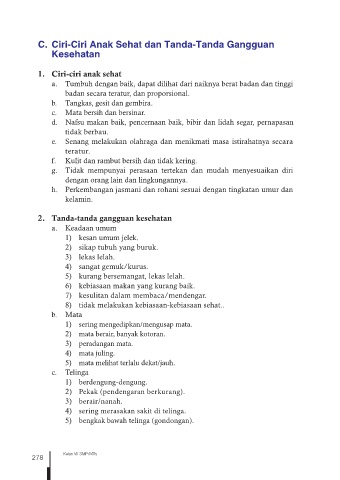 C. Ciri-Ciri Anak Sehat dan Tanda-Tanda Gangguan
Kesehatan
1. Ciri-ciri anak sehat
a. Tumbuh dengan baik, dapat dilihat dari naiknya berat badan dan tinggi
badan secara teratur, dan proporsional.
b. Tangkas, gesit dan gembira.
c. Mata bersih dan bersinar.
d. Nafsu makan baik, pencernaan baik, bibir dan lidah segar, pernapasan
tidak berbau.
e. Senang melakukan olahraga dan menikmati masa istirahatnya secara
teratur.
f. Kulit dan rambut bersih dan tidak kering.
g. Tidak mempunyai perasaan tertekan dan mudah menyesuaikan diri
dengan orang lain dan lingkungannya.
h. Perkembangan jasmani dan rohani sesuai dengan tingkatan umur dan
kelamin.
2. Tanda-tanda gangguan kesehatan
a. Keadaan umum
1) kesan umum jelek.
2) sikap tubuh yang buruk.
3) lekas lelah.
4) sangat gemuk/kurus.
5) kurang bersemangat, lekas lelah.
6) kebiasaan makan yang kurang baik.
7) kesulitan dalam membaca/mendengar.
8) tidak melakukan kebiasaan-kebiasaan sehat..
b. Mata
1) sering mengedipkan/mengusap mata.
2) mata berair, banyak kotoran.
3) peradangan mata.
4) mata juling.
5) mata melihat terlalu dekat/jauh.
c. Telinga
1) berdengung-dengung.
2) Pekak (pendengaran berkurang).
3) berair/nanah.
4) sering merasakan sakit di telinga.
5) bengkak bawah telinga (gondongan).
278
Kelas VII SMP/MTs